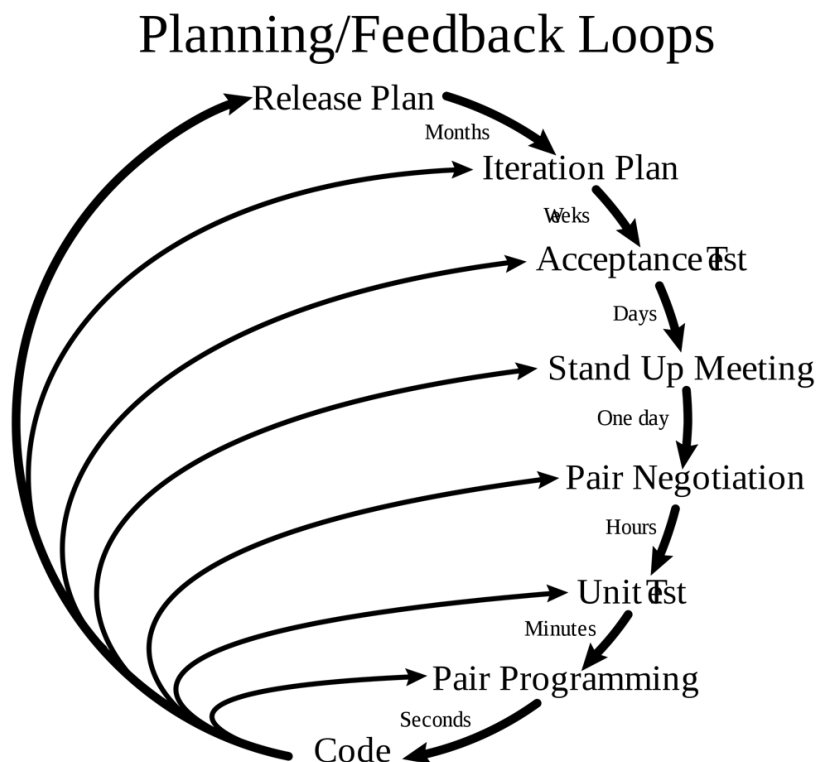 Planning/Feedback Loops
Release Plan
Months
Iteration Plan
Weeks
Acceptance Test
Days
Stand Up Meeting
One day
Pair Negotiation
Hours
Unit Test
Minutes
Pair Programming
Seconds
Code